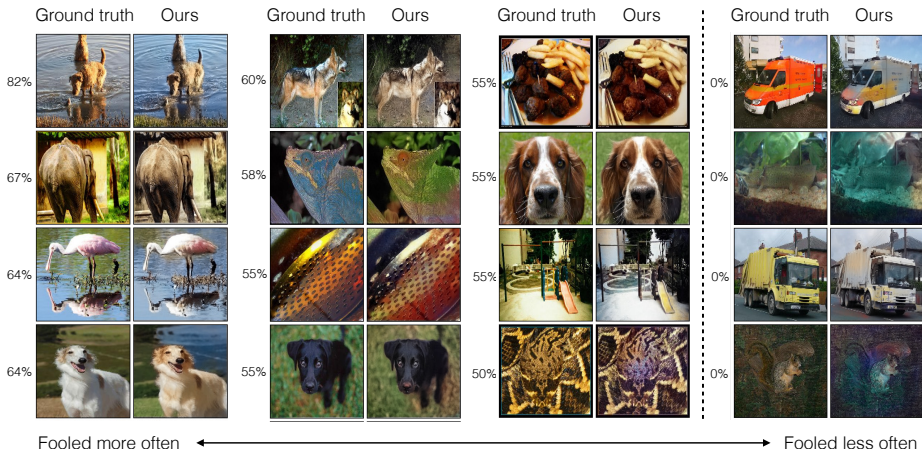 Ground truth Ours Ground truth Ours Ground truth Ours Ground truth Ours
82% 60% 55% 0%
67% 58% 55% 0%
64% 55% 55% 0%
64% 55% 50% 0%
Fooled more often Fooled less often